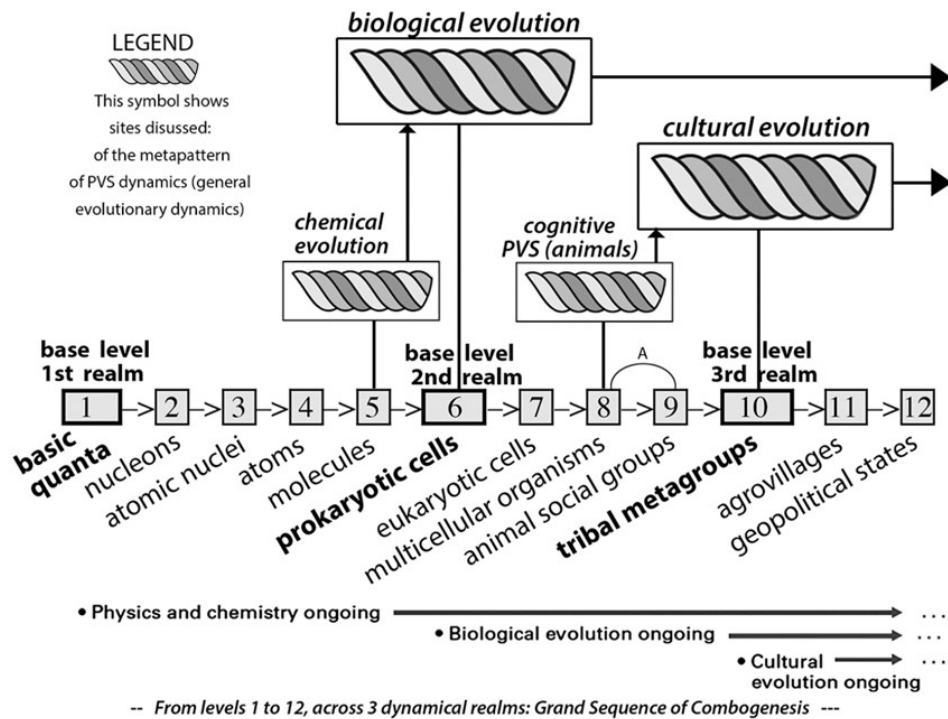 biological evolution
LEGEND
This symbol shows
sites disussed:
of the metapattern
of PVS dynamics (general
evolutionary dynamics)
cultural evolution
chemical
evolution
cognitive
PVS (animals)
base level
1st realm
base level
2nd realm
A
base level
3rd realm
1
2
3
4
5
6
7
8
9
10
11
12
basic
quanta
nucleons
atomic nuclei
atoms
molecules
prokaryotic cells
eukaryotic cells
multicellular organisms
animal social groups
tribal metagroups
agrovillages
geopolitical states
• Physics and chemistry ongoing ...
• Biological evolution ongoing ...
• Cultural ...
evolution ongoing
-- From levels 1 to 12, across 3 dynamical realms: Grand Sequence of Combogenesis ---